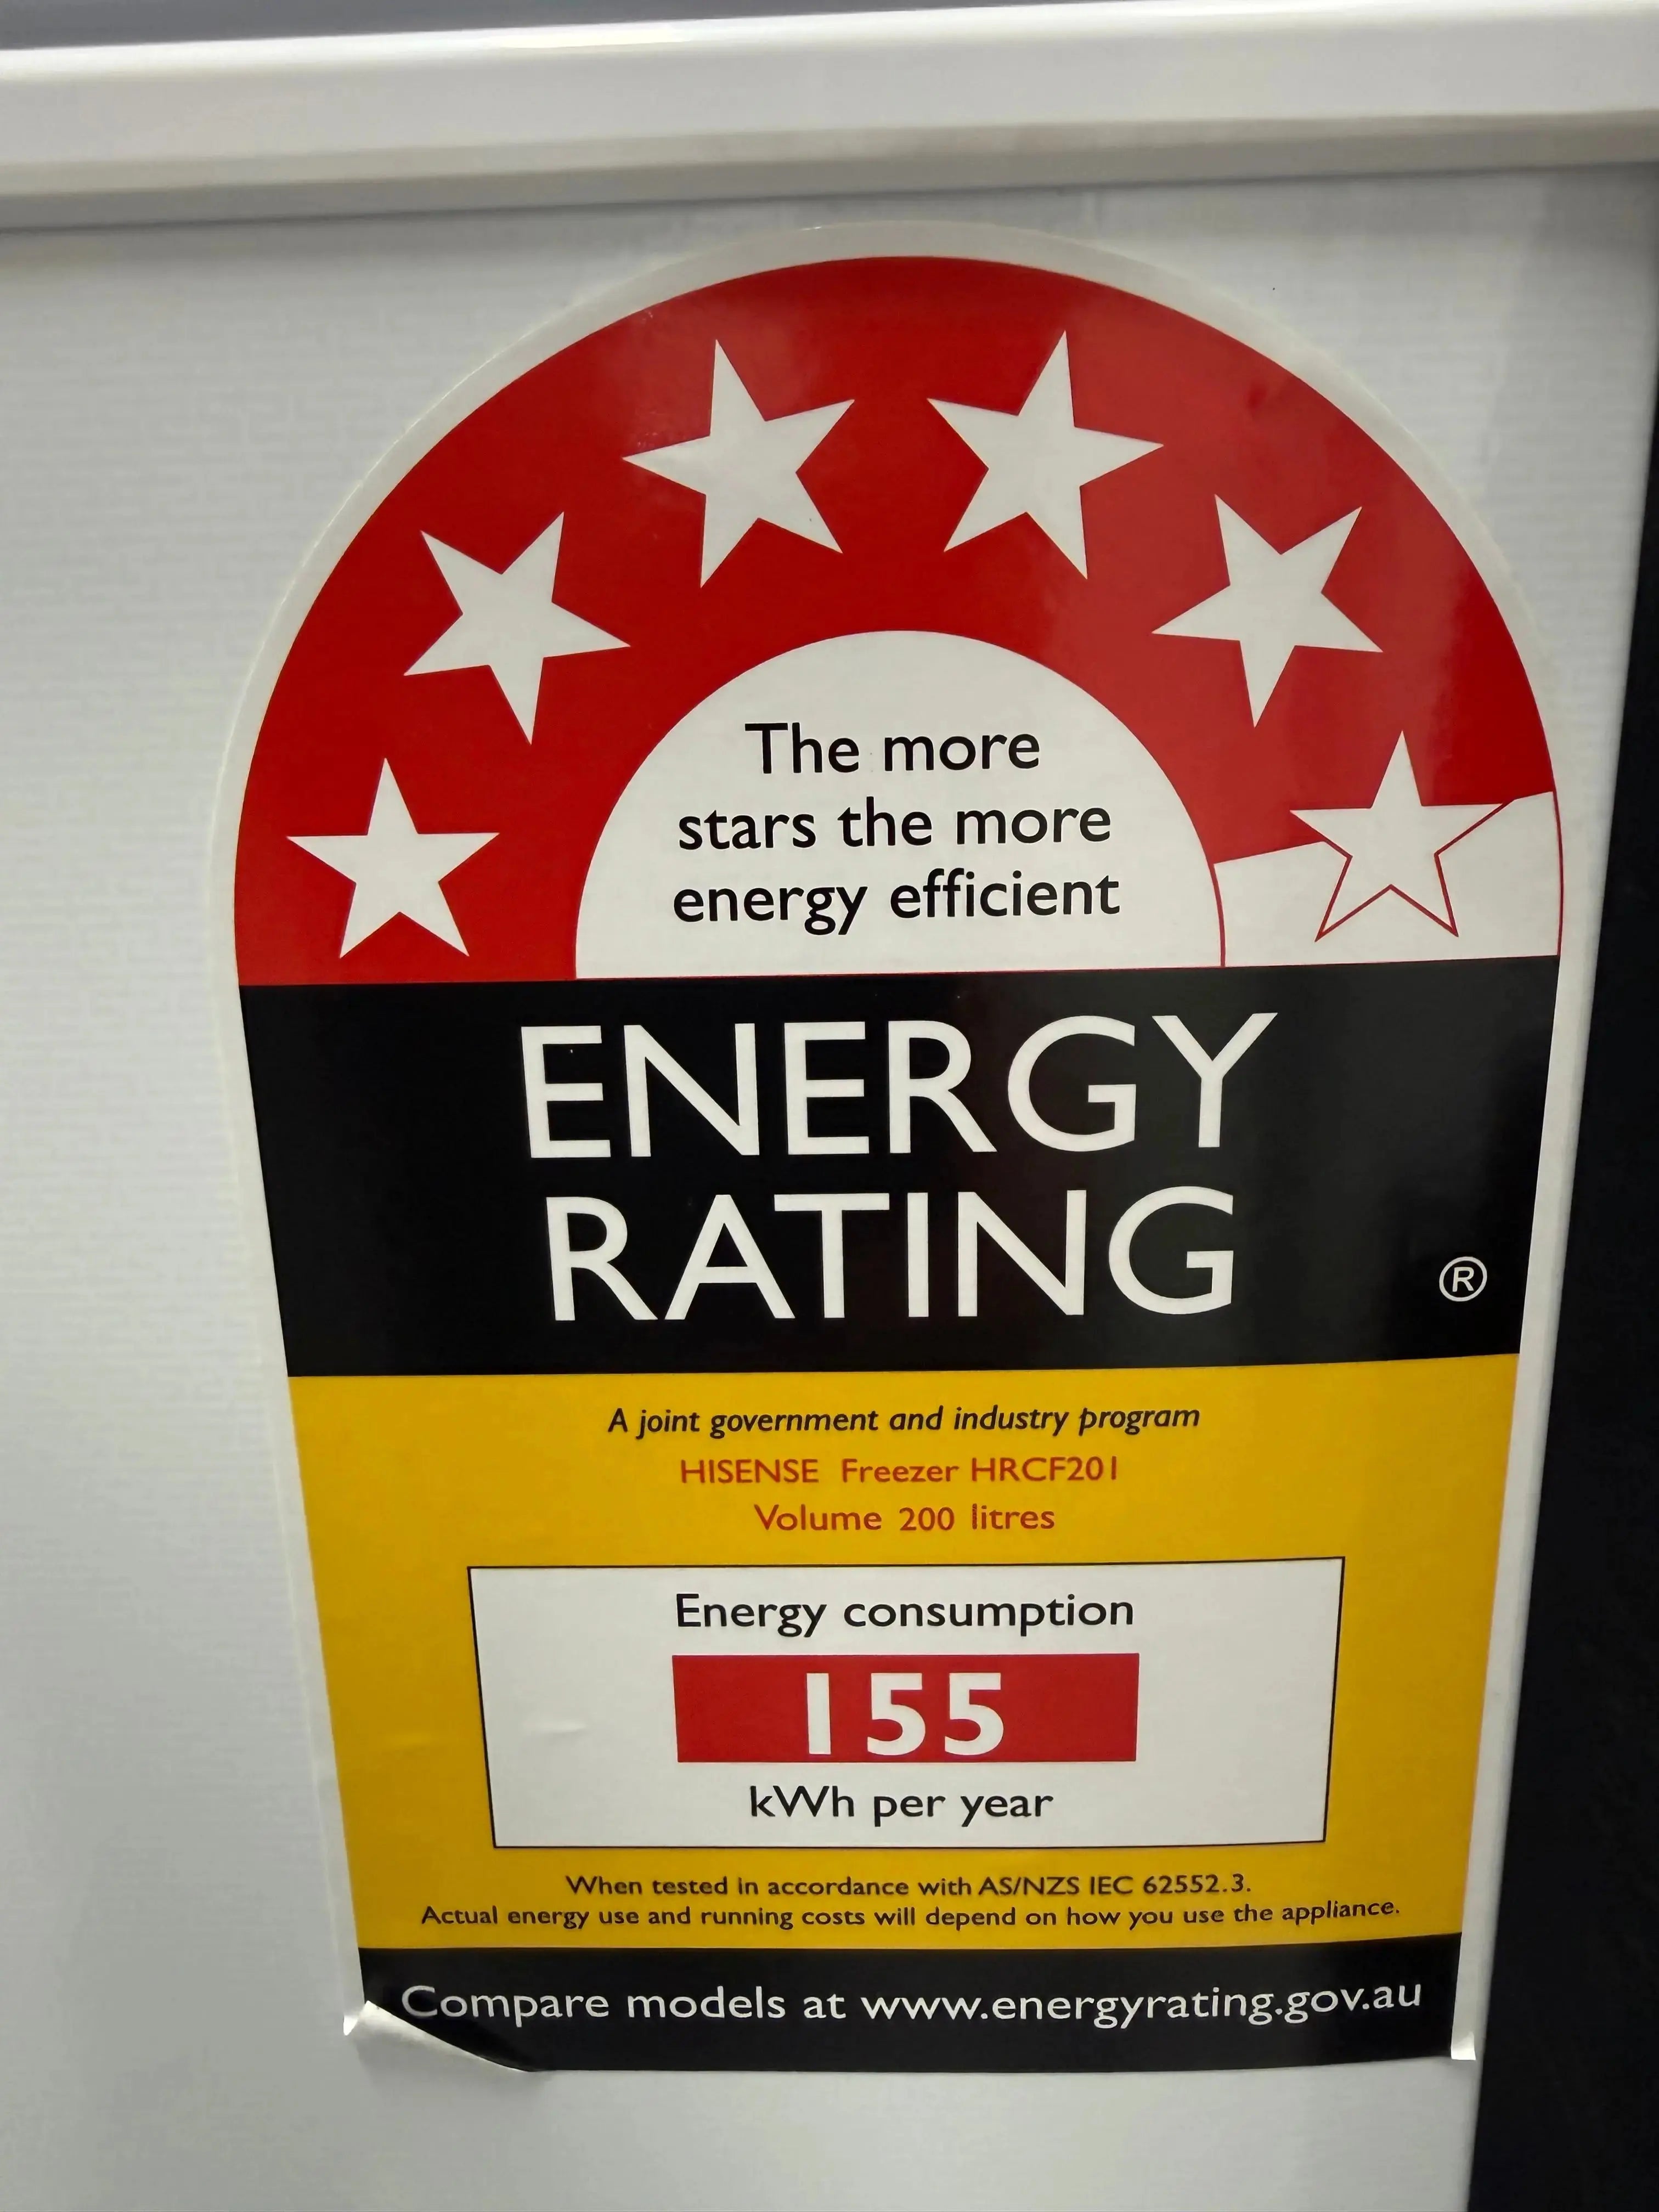 The more
stars the more
energy efficient
ENERGY
RATING
®
A joint government and industry program
HISENSE Freezer HRCF201
Volume 200 litres
Energy consumption
155
kWh per year
When tested in accordance with AS/NZS IEC 62552.3.
Actual energy use and running costs will depend on how you use the appliance.
Compare models at www.energyrating.gov.au